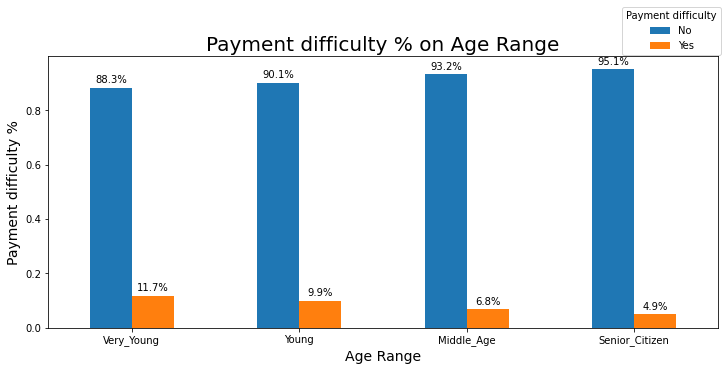 Payment difficulty
No
Yes
Payment difficulty % on Age Range
Payment difficulty %
0.8
0.6
0.4
0.2
0.0
88.3%
11.7%
90.1%
9.9%
93.2%
6.8%
95.1%
4.9%
Very_Young
Young
Middle_Age
Senior_Citizen
Age Range